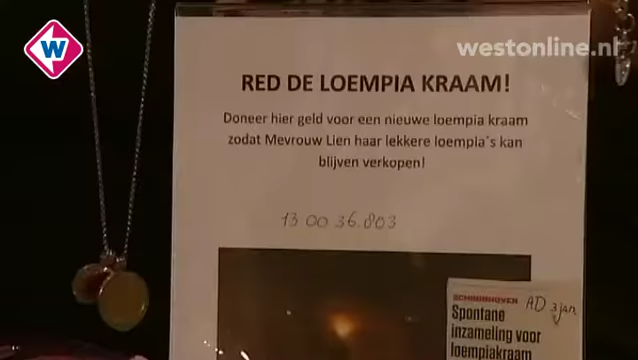 W
westonline.nl
RED DE LOEMPIA KRAAM!
Doneer hier geld voor een nieuwe loempia kraam
zodat Mevrouw Lien haar lekkere loempia´s kan
blijven verkopen!
13 00 36.803
SCHOONHOVEN
AD 3 jan
Spontane
inzameling voor
loempiakraam